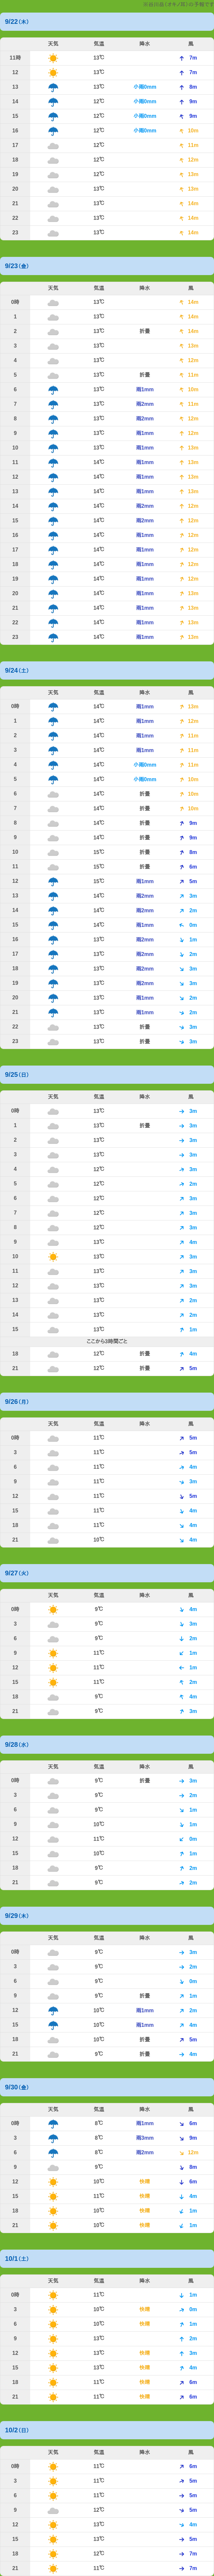 9/22(木)
天気 気温 降水 風
11時 13℃ 7m
12 13℃ 7m
13 13℃ 小雨0mm 8m
14 12℃ 小雨0mm 9m
15 12℃ 小雨0mm 9m
16 12℃ 小雨0mm 10m
17 12℃ 11m
18 12℃ 12m
19 12℃ 13m
20 12℃ 13m
21 12℃ 14m
22 13℃ 14m
23 13℃ 14m
9/23(金)
天気 気温 降水 風
0時 13℃ 14m
1 13℃ 14m
2 13℃ 折畳 14m
3 13℃ 13m
4 13℃ 12m
5 13℃ 折畳 11m
6 13℃ 雨1mm 10m
7 13℃ 雨2mm 11m
8 13℃ 雨2mm 12m
9 13℃ 雨1mm 12m
10 13℃ 雨1mm 13m
11 14℃ 雨1mm 13m
12 13℃ 雨1mm 13m
13 14℃ 雨1mm 13m
14 14℃ 雨2mm 12m
15 14℃ 雨2mm 12m
16 14℃ 雨1mm 12m
17 14℃ 雨1mm 12m
18 14℃ 雨1mm 12m
19 14℃ 雨1mm 12m
20 14℃ 雨1mm 13m
21 14℃ 雨1mm 13m
22 14℃ 雨1mm 13m
23 14℃ 雨1mm 13m
9/24(土)
天気 気温 降水 風
0時 14℃ 雨1mm 13m
1 14℃ 雨1mm 12m
2 14℃ 雨1mm 11m
3 14℃ 雨1mm 11m
4 14℃ 小雨0mm 11m
5 14℃ 小雨0mm 10m
6 14℃ 折畳 10m
7 14℃ 折畳 10m
8 14℃ 折畳 9m
9 14℃ 折畳 9m
10 15℃ 折畳 8m
11 15℃ 折畳 6m
12 15℃ 雨1mm 5m
13 14℃ 雨2mm 3m
14 14℃ 雨2mm 2m
15 14℃ 雨1mm 0m
16 13℃ 雨2mm 1m
17 13℃ 雨2mm 2m
18 13℃ 雨2mm 3m
19 13℃ 雨2mm 3m
20 13℃ 雨1mm 2m
21 13℃ 雨1mm 2m
22 13℃ 折畳 3m
23 13℃ 折畳 3m
9/25(日)
天気 気温 降水 風
0時 13℃ 3m
1 13℃ 折畳 3m
2 13℃ 3m
3 13℃ 3m
4 12℃ 3m
5 12℃ 2m
6 12℃ 3m
7 12℃ 3m
8 12℃ 3m
9 13℃ 4m
10 13℃ 3m
11 13℃ 3m
12 13℃ 3m
13 13℃ 2m
14 13℃ 2m
15 13℃ 1m
ここから3時間ごと
18 12℃ 折畳 4m
21 12℃ 折畳 5m
9/26(月)
天気 気温 降水 風
0時 11℃ 5m
3 11℃ 5m
6 11℃ 4m
9 11℃ 3m
12 11℃ 5m
15 11℃ 4m
18 11℃ 4m
21 10℃ 4m
9/27(火)
天気 気温 降水 風
0時 9℃ 4m
3 9℃ 3m
6 9℃ 2m
9 11℃ 1m
12 11℃ 1m
15 11℃ 2m
18 9℃ 4m
21 9℃ 3m
9/28(水)
天気 気温 降水 風
0時 9℃ 折畳 3m
3 9℃ 2m
6 9℃ 1m
9 10℃ 1m
12 11℃ 0m
15 10℃ 1m
18 9℃ 2m
21 9℃ 2m
9/29(木)
天気 気温 降水 風
0時 9℃ 3m
3 9℃ 2m
6 9℃ 0m
9 9℃ 折畳 1m
12 10℃ 雨1mm 2m
15 10℃ 雨1mm 4m
18 10℃ 折畳 5m
21 9℃ 折畳 4m
9/30(金)
天気 気温 降水 風
0時 8℃ 雨1mm 6m
3 8℃ 雨3mm 9m
6 8℃ 雨2mm 12m
9 9℃ 8m
12 10℃ 快晴 6m
15 11℃ 快晴 4m
18 10℃ 快晴 1m
21 10℃ 快晴 1m
10/1(土)
天気 気温 降水 風
0時 11℃ 1m
3 10℃ 快晴 0m
6 10℃ 快晴 1m
9 13℃ 2m
12 13℃ 快晴 3m
15 13℃ 快晴 4m
18 11℃ 快晴 6m
21 11℃ 快晴 6m
10/2(日)
天気 気温 降水 風
0時 11℃ 6m
3 11℃ 5m
6 11℃ 5m
9 12℃ 5m
12 13℃ 4m
15 13℃ 5m
18 12℃ 7m
21 11℃ 7m